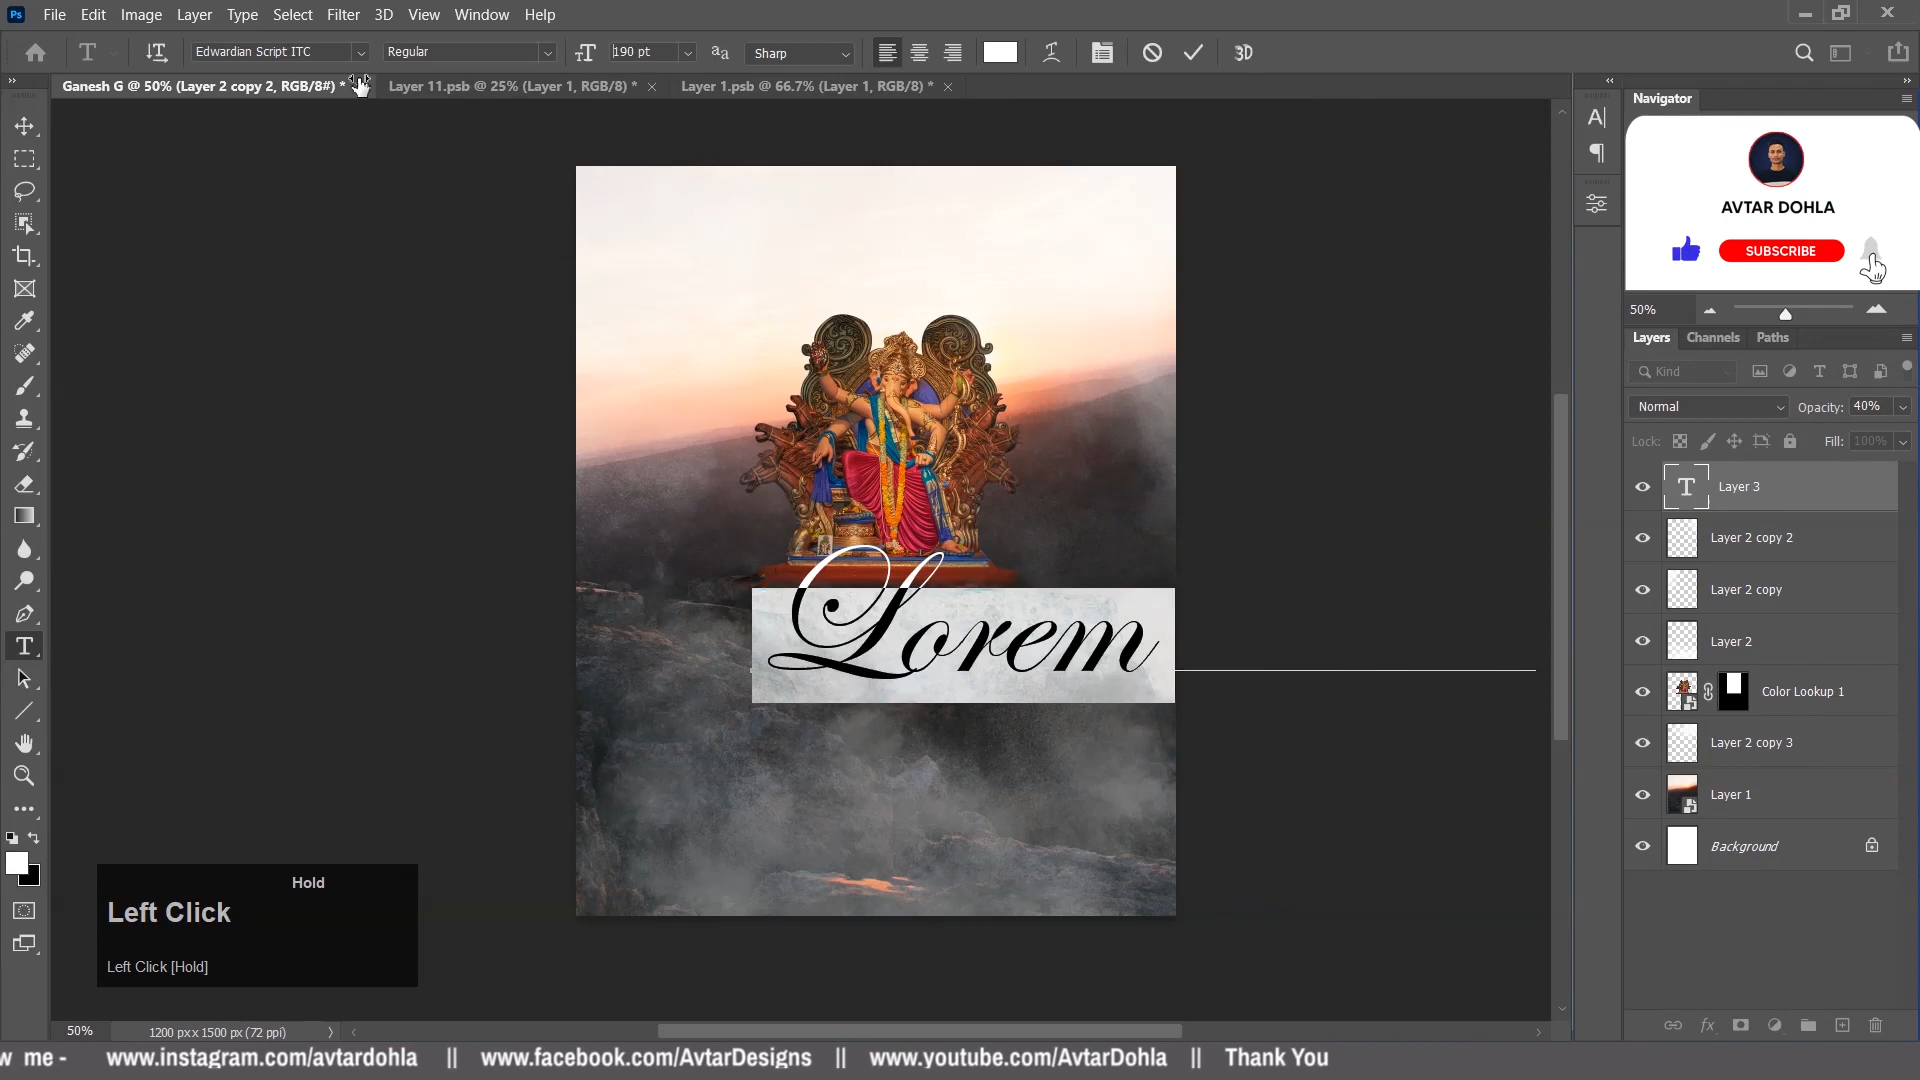 Ps File Edit Image Layer Type Select Filter 3D View Window Help
T Edwardian Script ITC Regular 190 pt aa Sharp 3D
Ganesh G @ 50% (Layer 2 copy 2, RGB/8#) * Layer 11.psb @ 25% (Layer 1, RGB/8) * × Layer 1.psb @ 66.7% (Layer 1, RGB/8) * ×
Navigator
AVTAR DOHLA
SUBSCRIBE
50%
Layers Channels Paths
Kind
Normal Opacity: 40%
Lock: Fill: 100%
T Layer 3
Layer 2 copy 2
Layer 2 copy
Layer 2
Color Lookup 1
Layer 2 copy 3
Layer 1
Background
Lorem
Hold
Left Click
Left Click [Hold]
50% 1200 px x 1500 px (72 ppi)
fx
w me - www.instagram.com/avtardohla || www.facebook.com/AvtarDesigns || www.youtube.com/AvtarDohla || Thank You